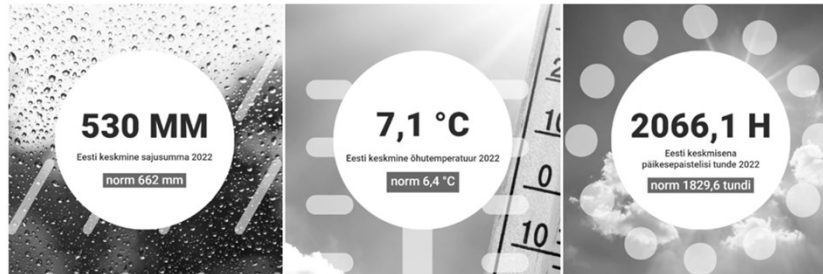 530 MM
Eesti keskmine sajusumma 2022
norm 662 mm
7,1 °C
Eesti keskmine õhutemperatuur 2022
norm 6,4 °C
10
0
10
2066,1 H
Eesti keskmisena
päikesepaistelisi tunde 2022
norm 1829,6 tundi